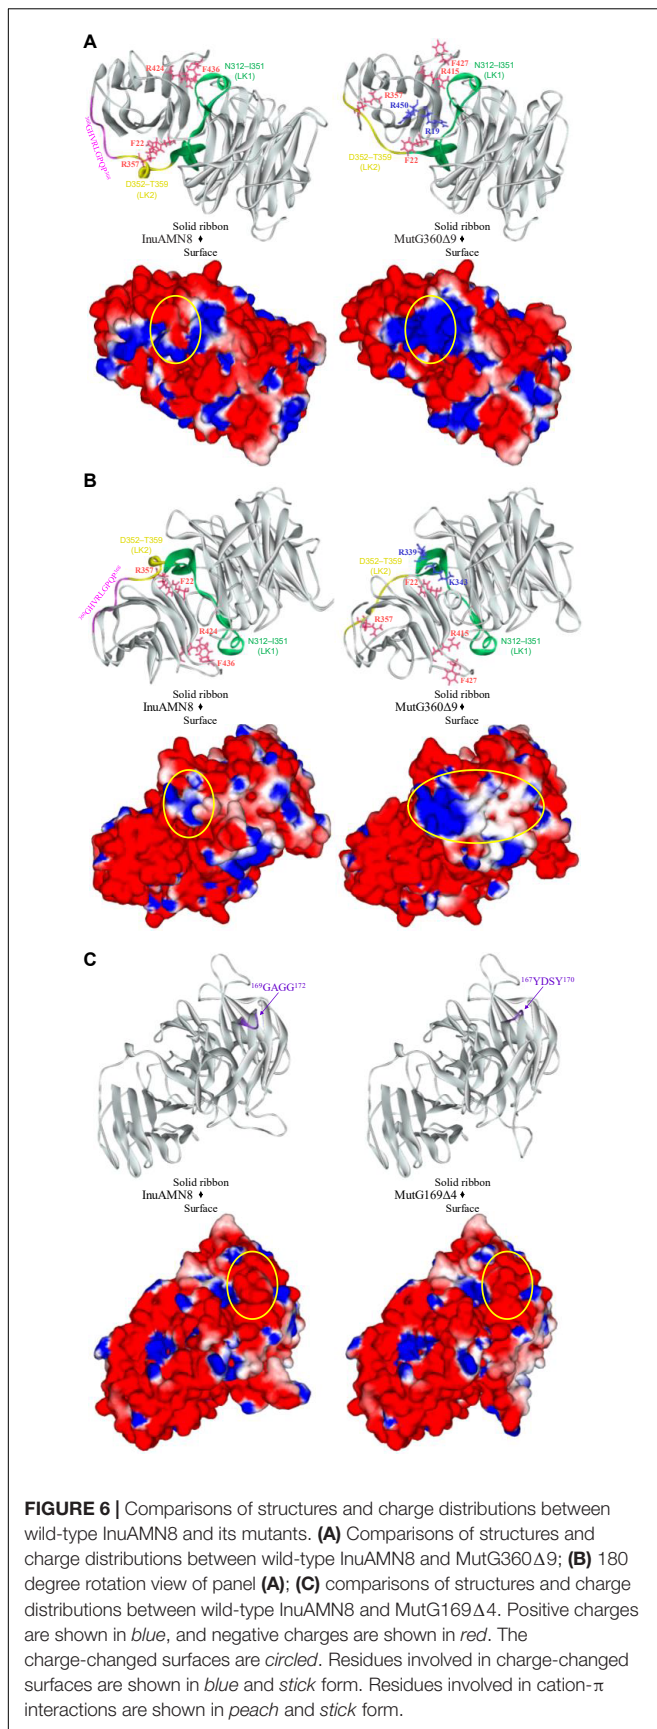 A
R424
F436
N312–I351
(LK1)
³⁶⁰GHVRLGPQP³⁶⁸
F22
R357
D352–T359
(LK2)
Solid ribbon
InuAMN8 ♦
Surface
F427
R415
N312–I351
(LK1)
R357
R450
R19
D352–T359
(LK2)
F22
Solid ribbon
MutG360Δ9 ♦
Surface
B
D352–T359
(LK2)
R357
F22
³⁶⁰GHVRLGPQP³⁶⁸
R424
F436
N312–I351
(LK1)
Solid ribbon
InuAMN8 ♦
Surface
R339
D352–T359
(LK2)
F22
K343
R357
R415
N312–I351
(LK1)
F427
Solid ribbon
MutG360Δ9 ♦
Surface
C
¹⁶⁹GAGG¹⁷²
Solid ribbon
InuAMN8 ♦
Surface
¹⁶⁷YDSY¹⁷⁰
Solid ribbon
MutG169Δ4 ♦
Surface
FIGURE 6 | Comparisons of structures and charge distributions between
wild-type InuAMN8 and its mutants. (A) Comparisons of structures and
charge distributions between wild-type InuAMN8 and MutG360Δ9; (B) 180
degree rotation view of panel (A); (C) comparisons of structures and charge
distributions between wild-type InuAMN8 and MutG169Δ4. Positive charges
are shown in blue, and negative charges are shown in red. The
charge-changed surfaces are circled. Residues involved in charge-changed
surfaces are shown in blue and stick form. Residues involved in cation-π
interactions are shown in peach and stick form.